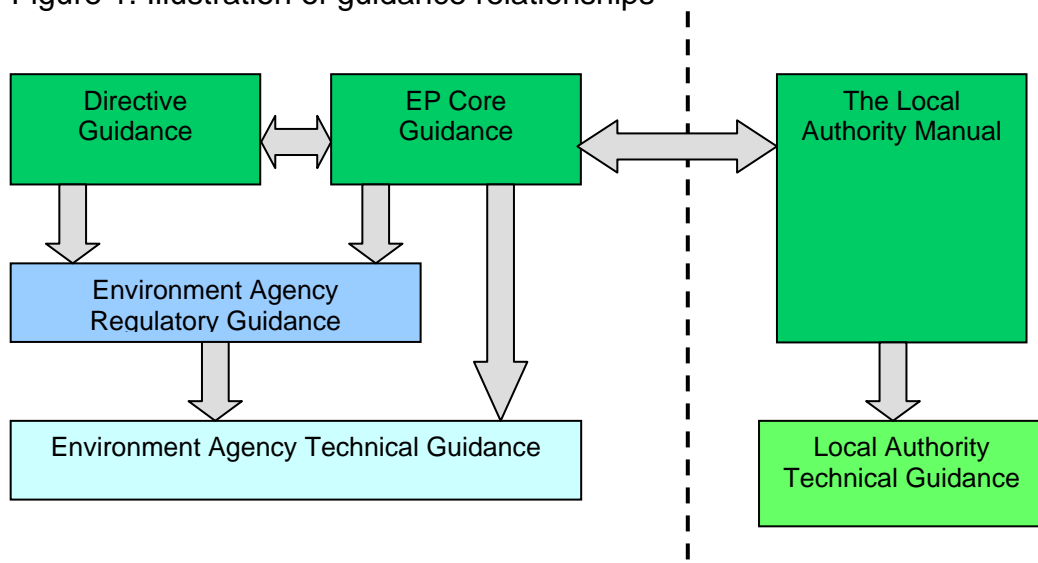 Figure 1: Illustration of guidance relationships
Directive
Guidance
EP Core
Guidance
The Local
Authority Manual
Environment Agency
Regulatory Guidance
Environment Agency Technical Guidance
Local Authority
Technical Guidance